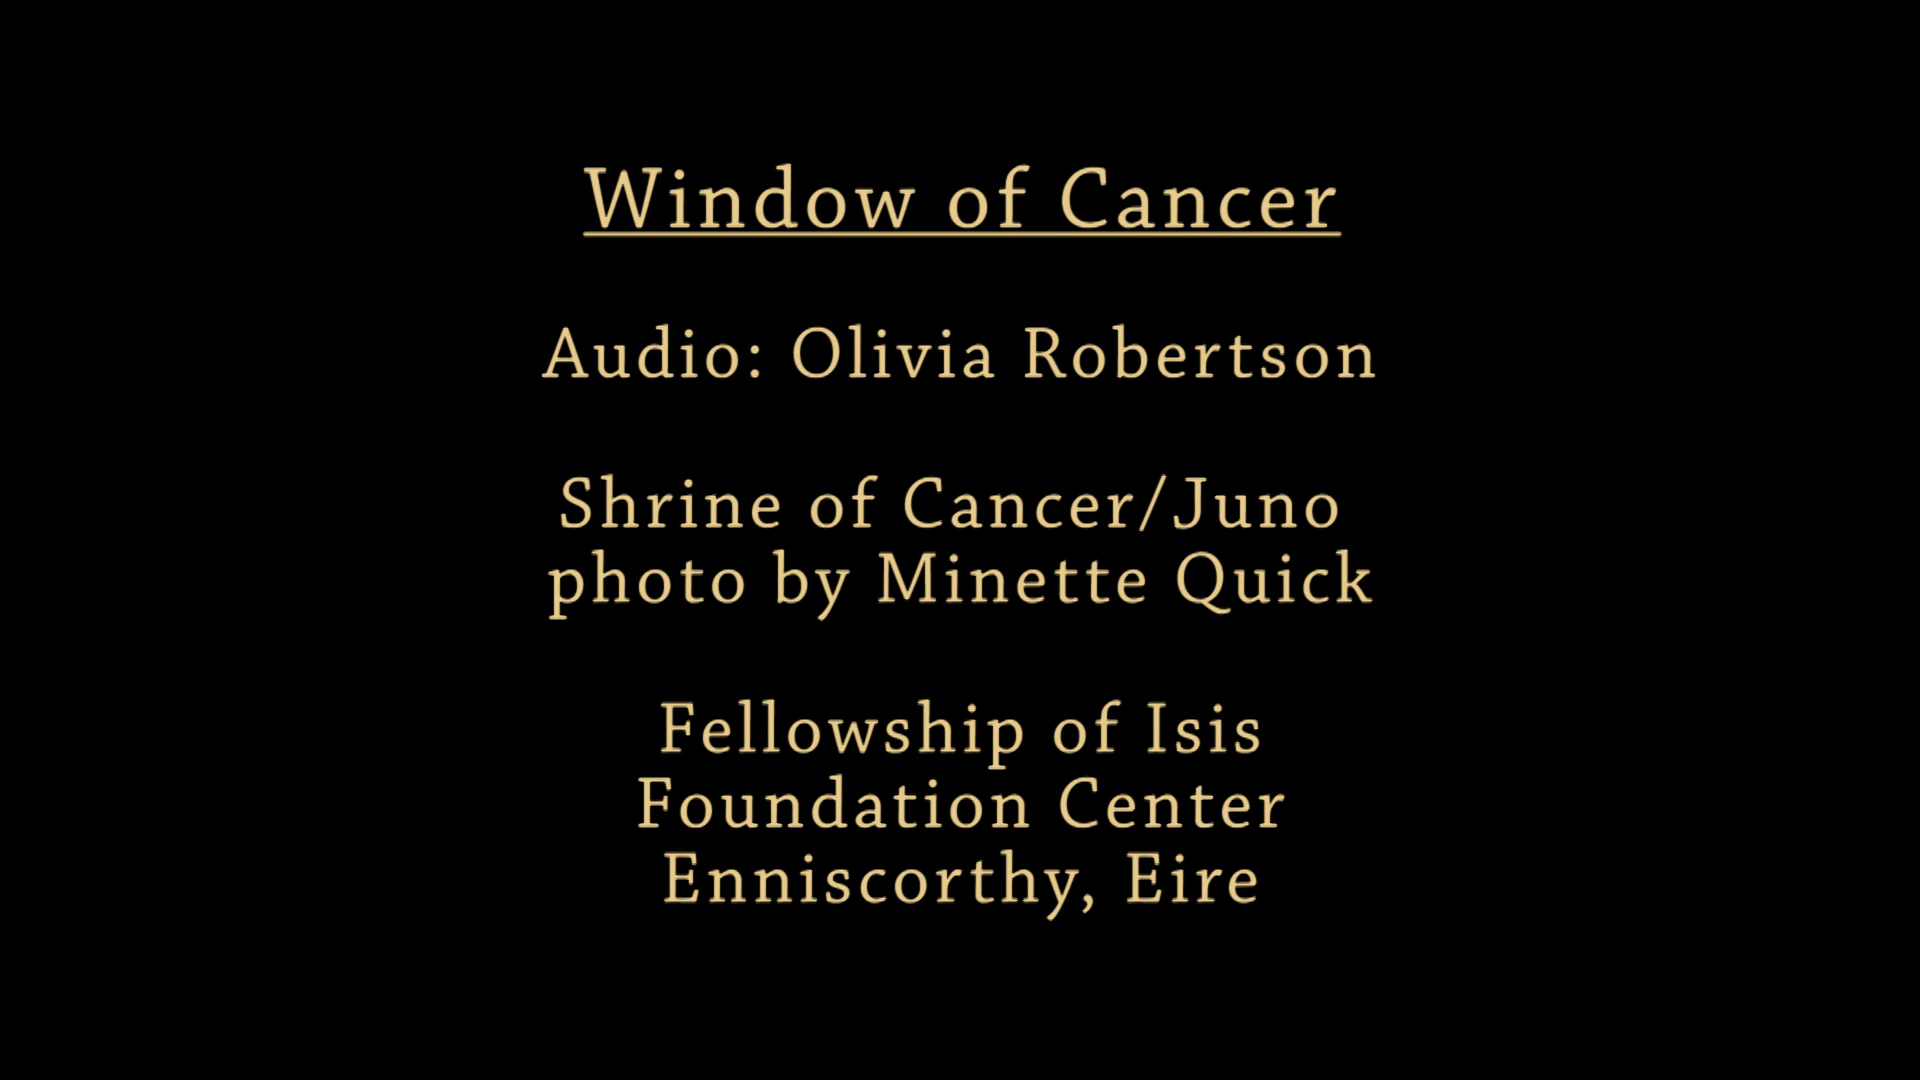 Window of Cancer
Audio: Olivia Robertson
Shrine of Cancer/Juno
photo by Minette Quick
Fellowship of Isis
Foundation Center
Enniscorthy, Eire